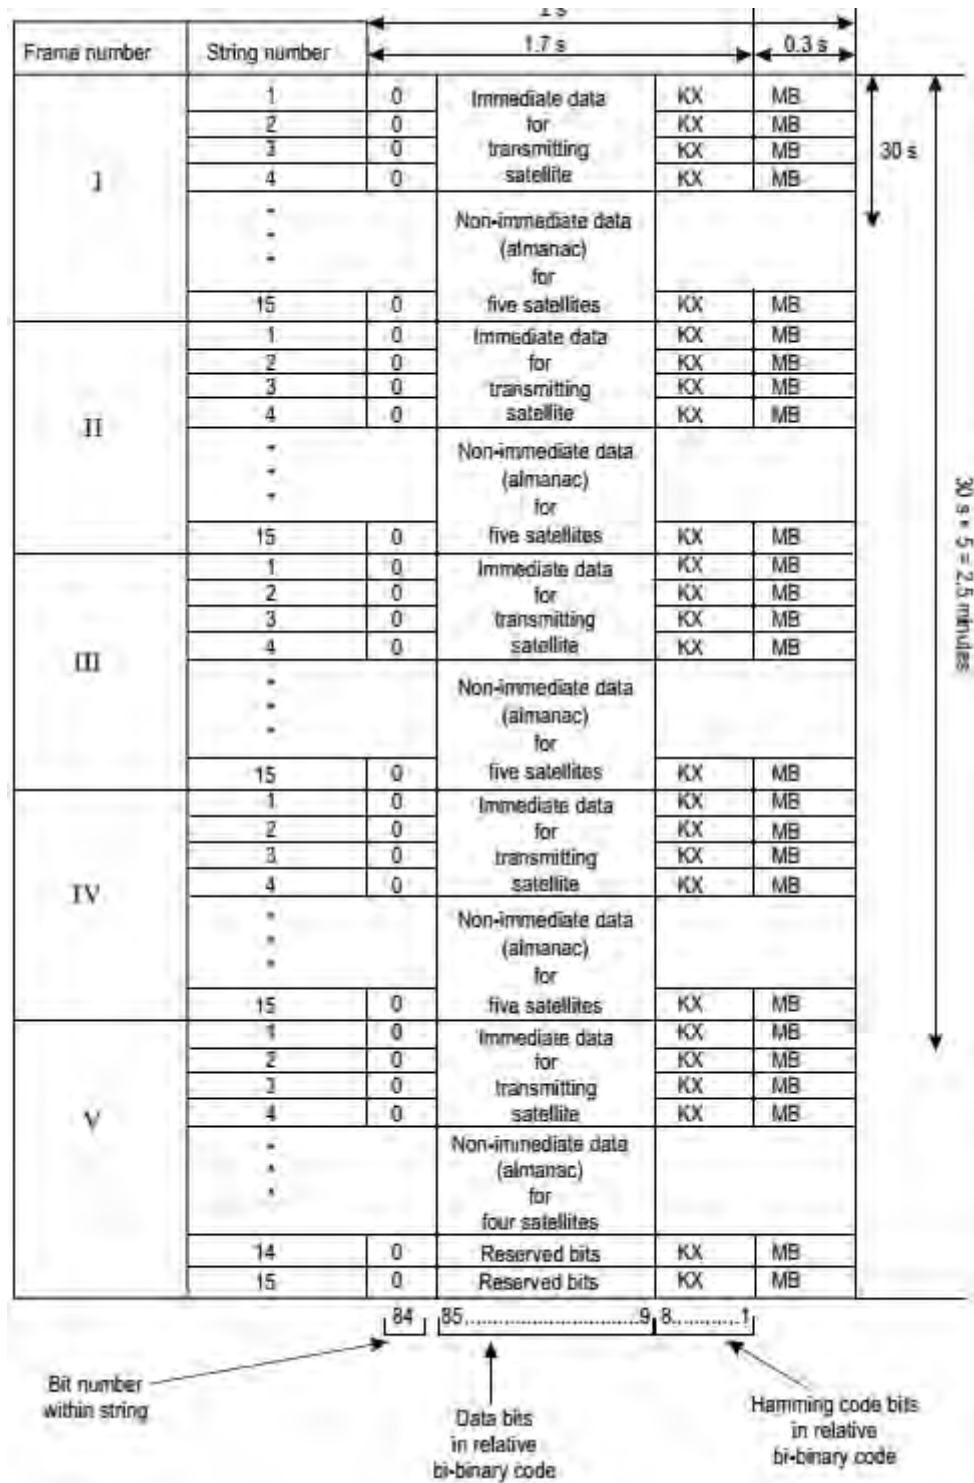 Frame number String number 1.7 s 0.3 s
1 0 Immediate data KX MB
2 0 for KX MB
3 0 transmitting KX MB 30 s
I 4 0 satellite KX MB
Non-immediate data
(almanac)
for
15 0 five satellites KX MB
1 0 Immediate data KX MB
2 0 for KX MB
3 0 transmitting KX MB
II 4 0 satellite KX MB
Non-immediate data
(almanac)
for
15 0 five satellites KX MB
1 0 Immediate data KX MB
2 0 for KX MB
3 0 transmitting KX MB
III 4 0 satellite KX MB
Non-immediate data
(almanac)
for
15 0 five satellites KX MB
1 0 Immediate data KX MB
2 0 for KX MB
3 0 transmitting KX MB
IV 4 0 satellite KX MB
Non-immediate data
(almanac)
for
15 0 five satellites KX MB
1 0 Immediate data KX MB
2 0 for KX MB
3 0 transmitting KX MB
V 4 0 satellite KX MB
Non-immediate data
(almanac)
for
four satellites
14 0 Reserved bits KX MB
15 0 Reserved bits KX MB
30 s * 5 = 2,5 minutes
84 85.............................9 8............1
Bit number
within string
Data bits
in relative
bi-binary code
Hamming code bits
in relative
bi-binary code